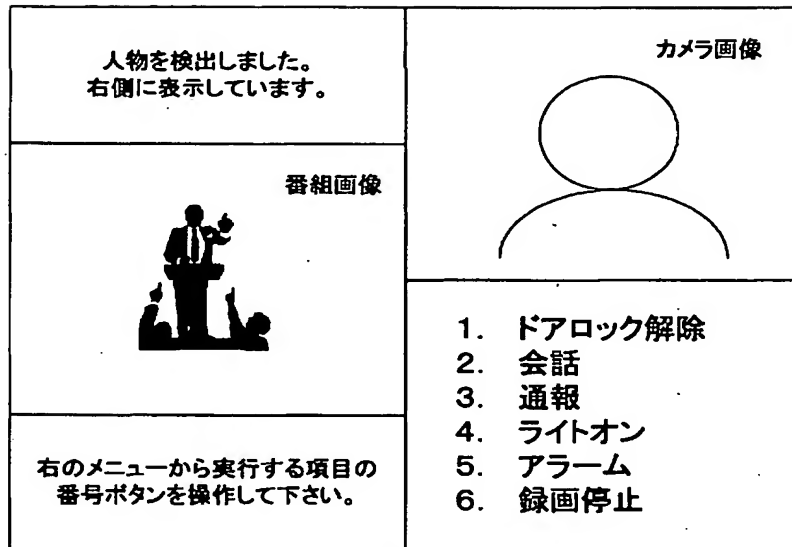 人物を検出しました。
右側に表示しています。
番組画像
右のメニューから実行する項目の
番号ボタンを操作して下さい。
カメラ画像
1. ドアロック解除
2. 会話
3. 通報
4. ライトオン
5. アラーム
6. 録画停止